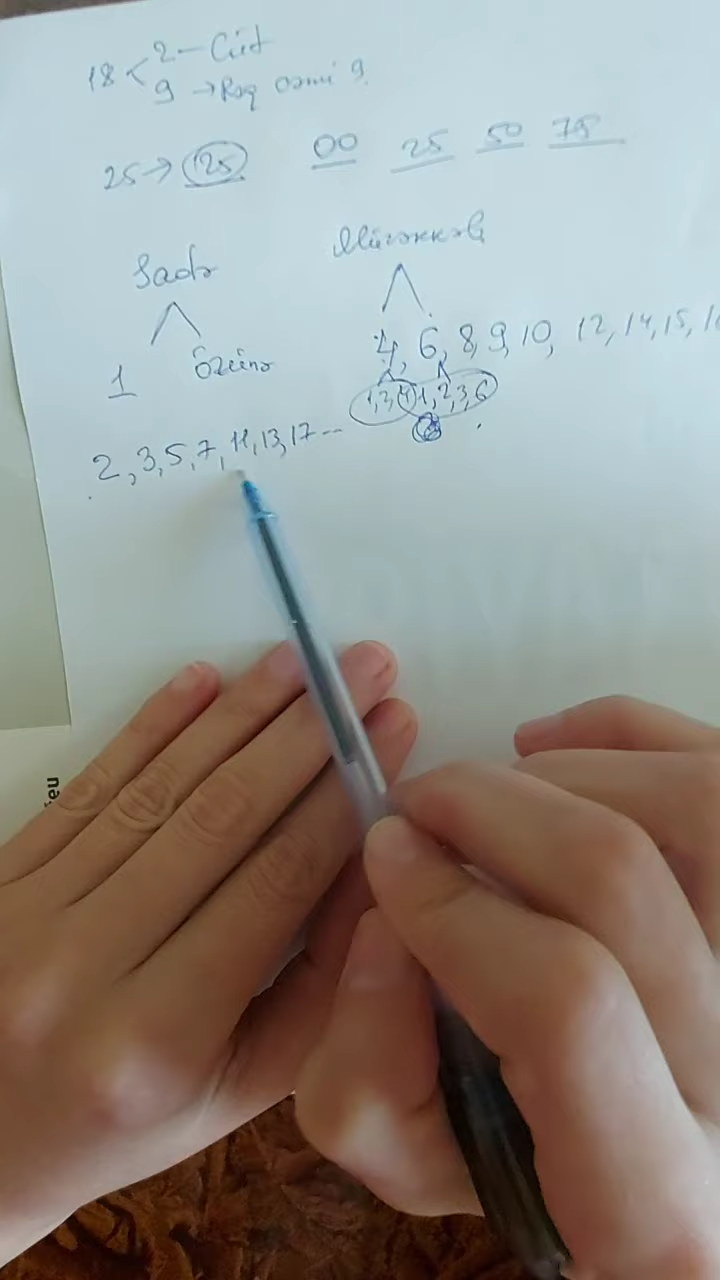 18 < 2 – Cüt
9 → Rəq cəmi 9
25 → 125 00 25 50 75
Sadə Mürəkkəb
1 Özünə
4, 6, 8, 9, 10, 12, 14, 15, 1
1,2,4 1,2,3,6
2, 3, 5, 7, 11, 13, 17 ...